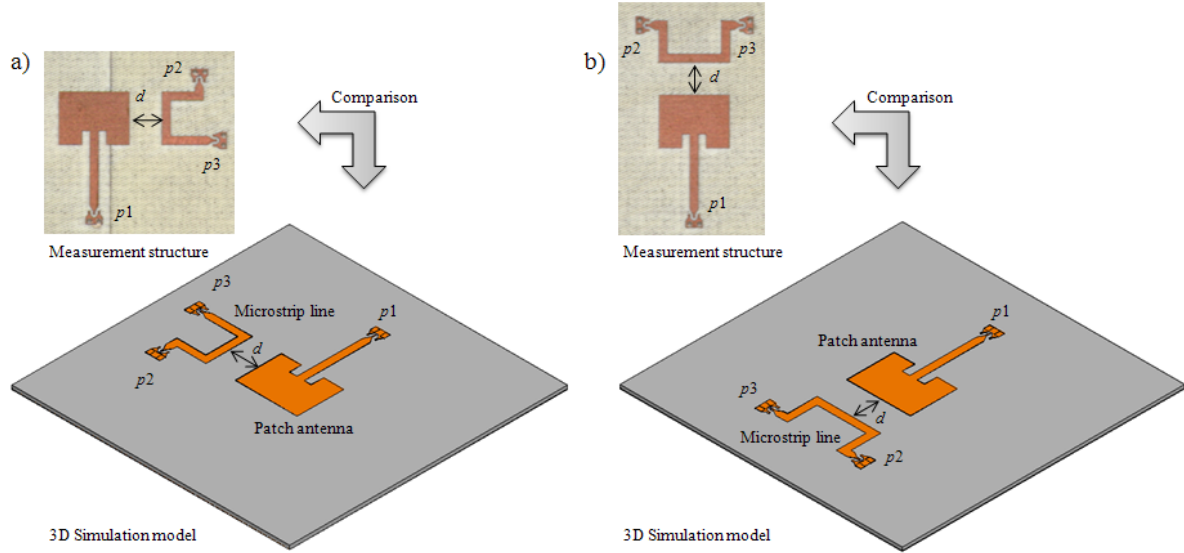 a)
p2
d
p3
p1
Comparison
Measurement structure
p3
Microstrip line
p1
d
p2
Patch antenna
3D Simulation model
b)
p2
p3
d
p1
Comparison
Measurement structure
p1
Patch antenna
p3
d
Microstrip line
p2
3D Simulation model